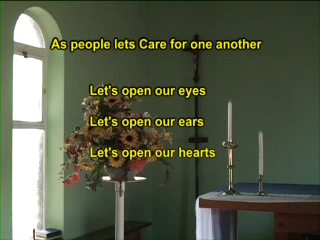 As people lets Care for one another
Let's open our eyes
Let's open our ears
Let's open our hearts